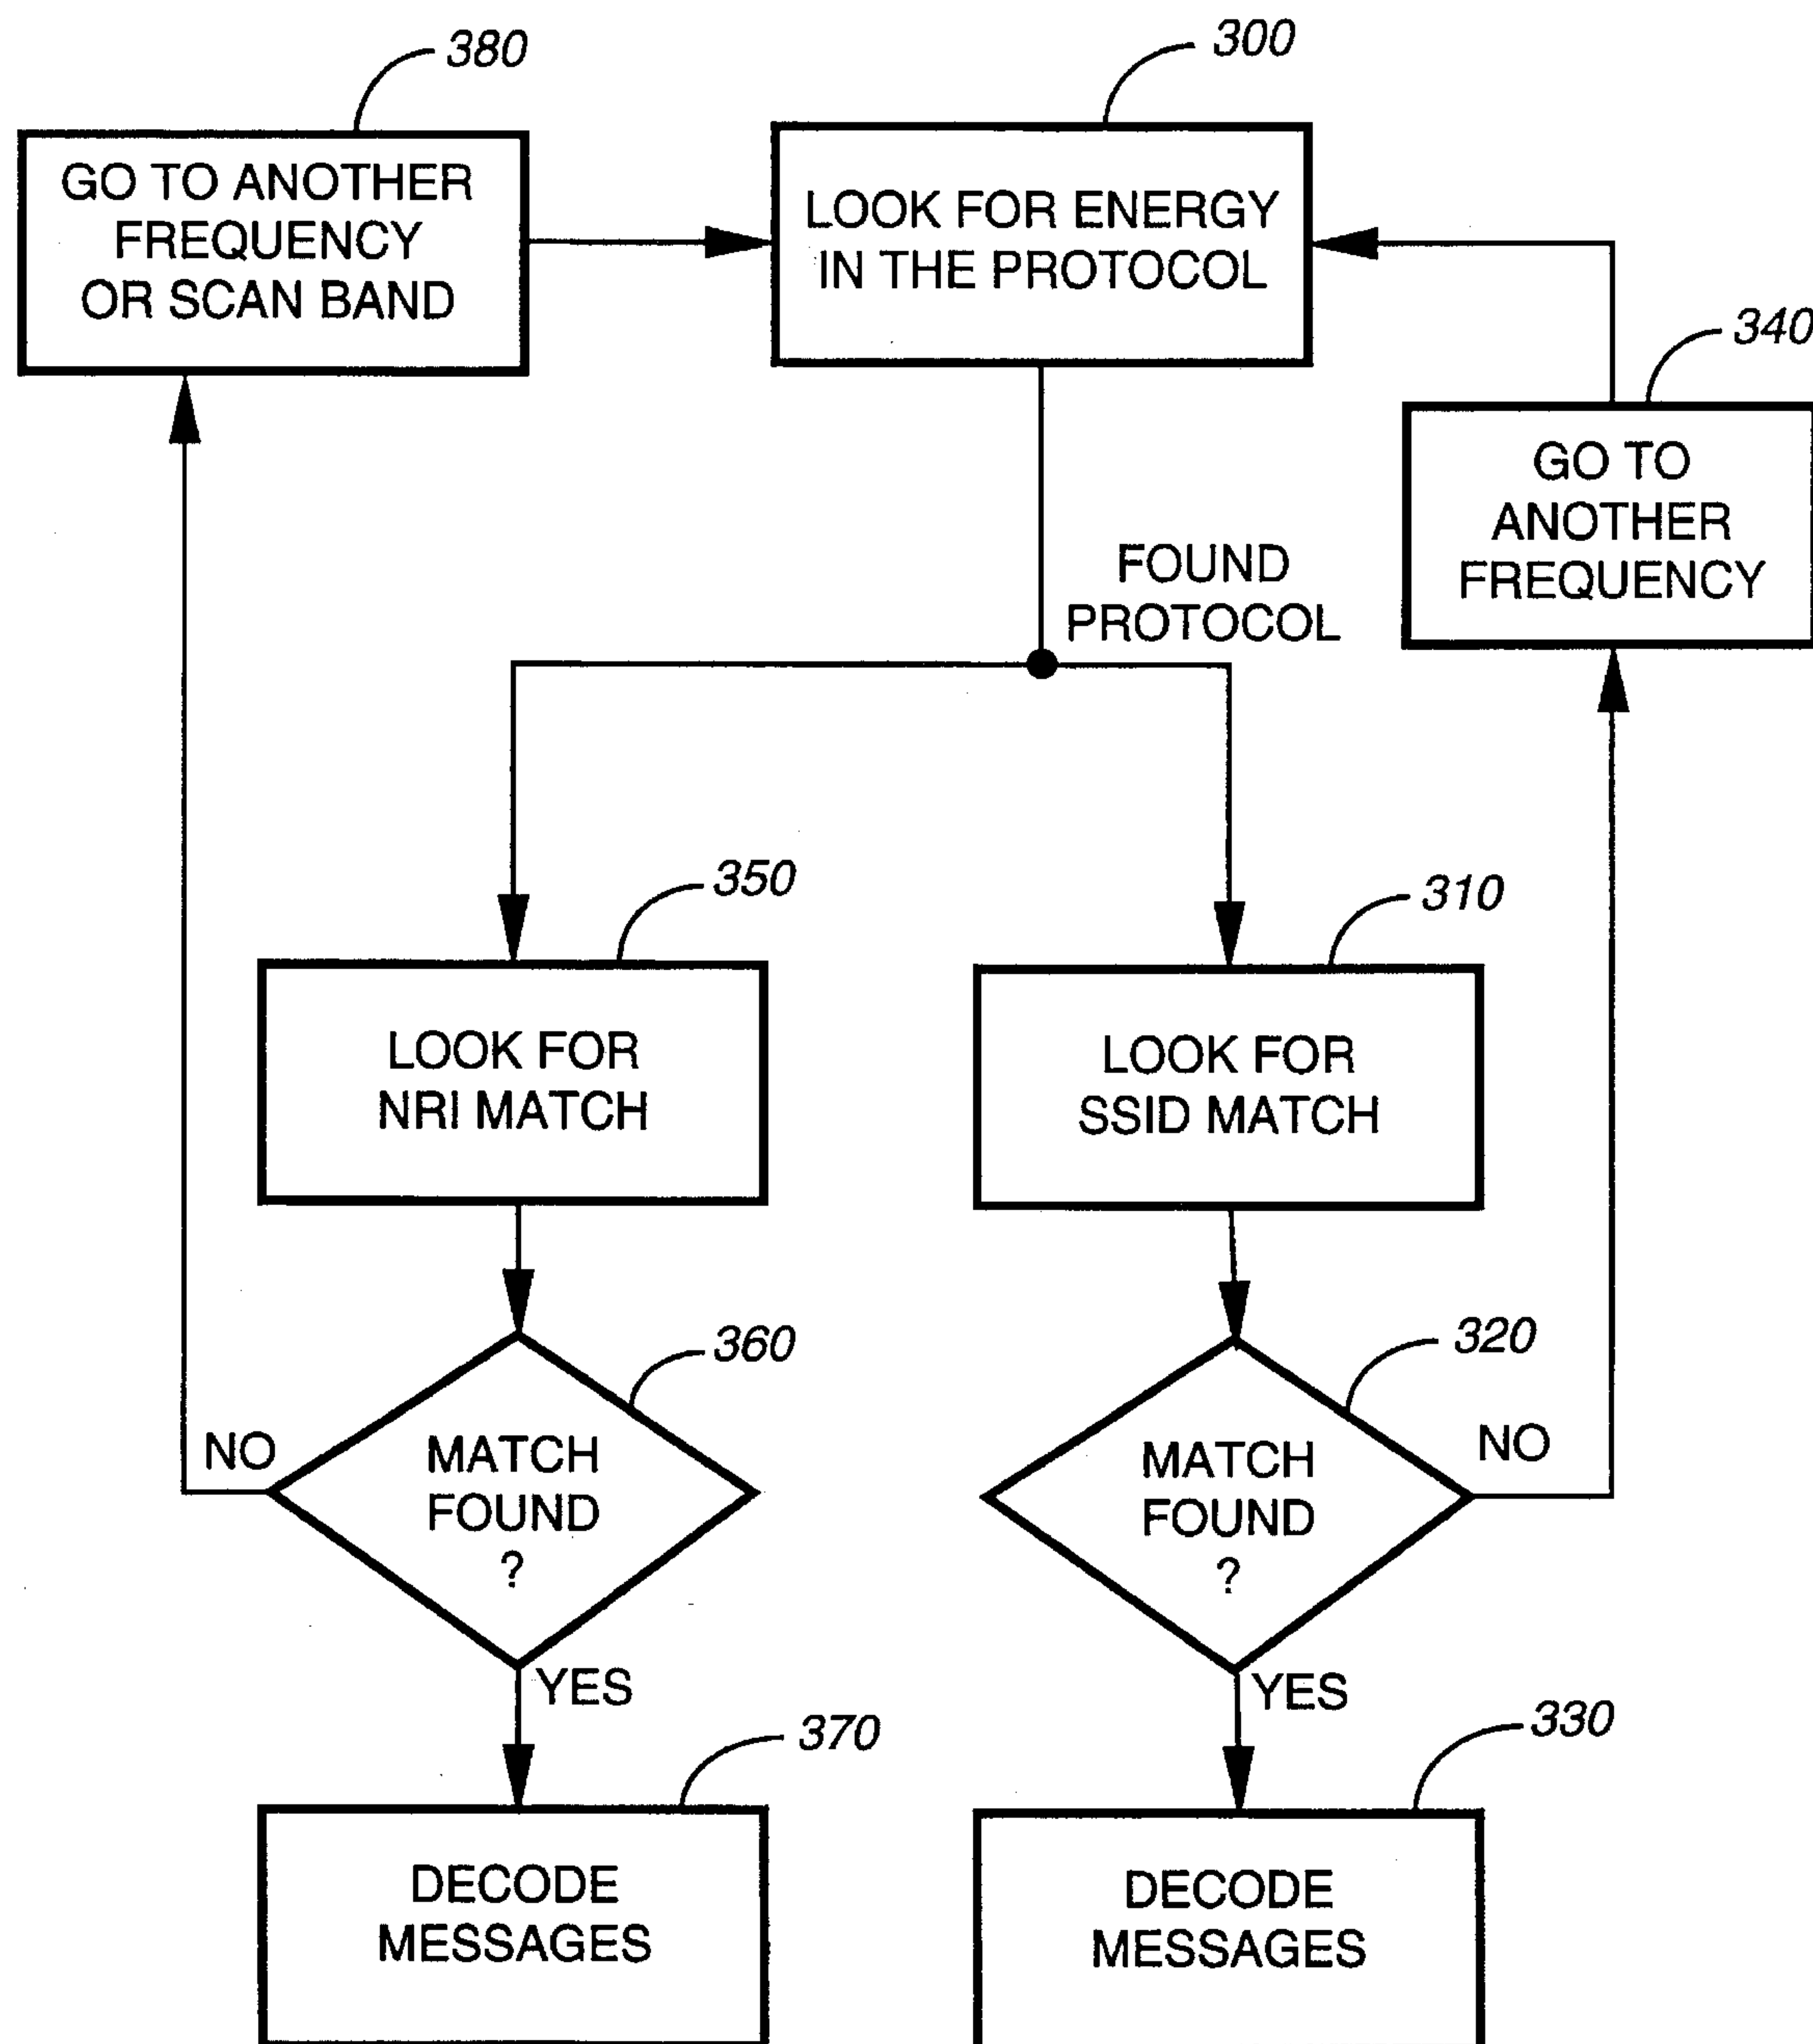 380
300
GO TO ANOTHER
FREQUENCY
OR SCAN BAND
LOOK FOR ENERGY
IN THE PROTOCOL
340
GO TO
ANOTHER
FREQUENCY
FOUND
PROTOCOL
350
310
LOOK FOR
NRI MATCH
LOOK FOR
SSID MATCH
360
320
NO
MATCH
FOUND
?
MATCH
FOUND
?
NO
YES
YES
370
330
DECODE
MESSAGES
DECODE
MESSAGES